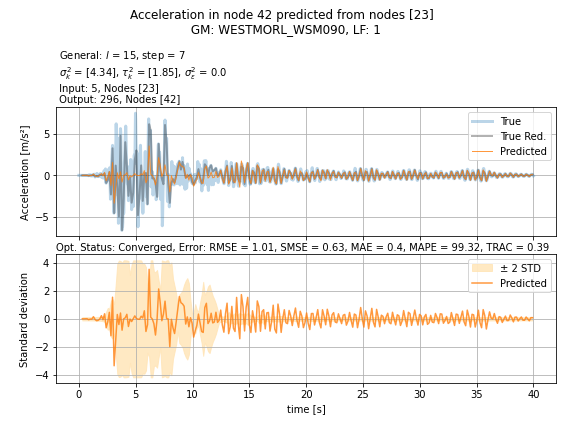 Acceleration in node 42 predicted from nodes [23]
GM: WESTMORL_WSM090, LF: 1
General: l = 15, step = 7
σ²ₖ = [4.34], τ²ₖ = [1.85], σ²_ε = 0.0
Input: 5, Nodes [23]
Output: 296, Nodes [42]
Acceleration [m/s²]
5
0
−5
True
True Red.
Predicted
Opt. Status: Converged, Error: RMSE = 1.01, SMSE = 0.63, MAE = 0.4, MAPE = 99.32, TRAC = 0.39
Standard deviation
4
2
0
−2
−4
± 2 STD
Predicted
0 5 10 15 20 25 30 35 40
time [s]